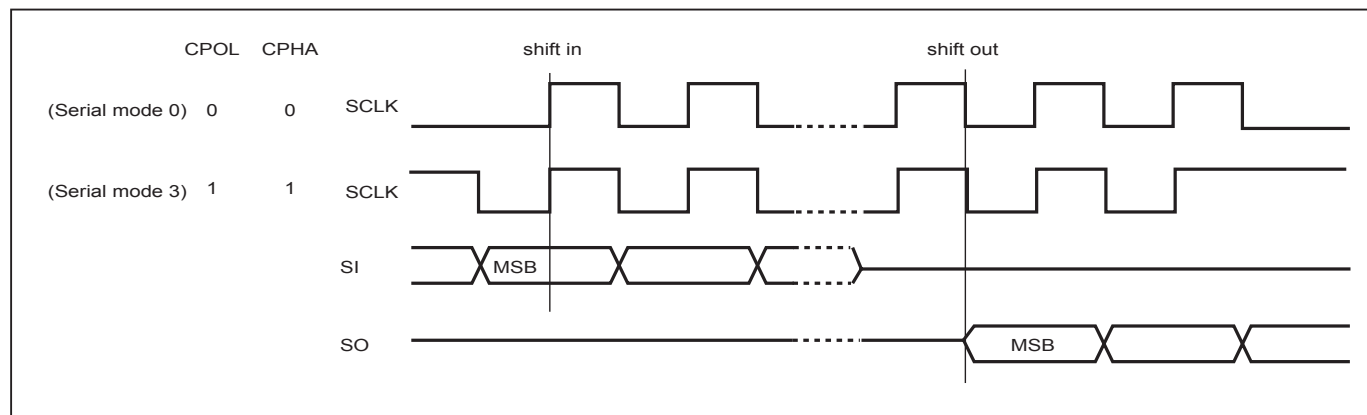 CPOL CPHA shift in shift out
(Serial mode 0) 0 0 SCLK
(Serial mode 3) 1 1 SCLK
SI MSB
SO MSB